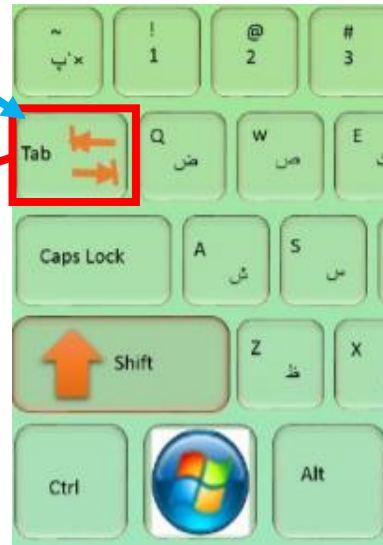 ~ ! @ #
×‎ ٬ پ 1 2 3
Tab Q W E
ض ص
Caps Lock A S
ش س
Shift Z X
ظ
Ctrl Alt